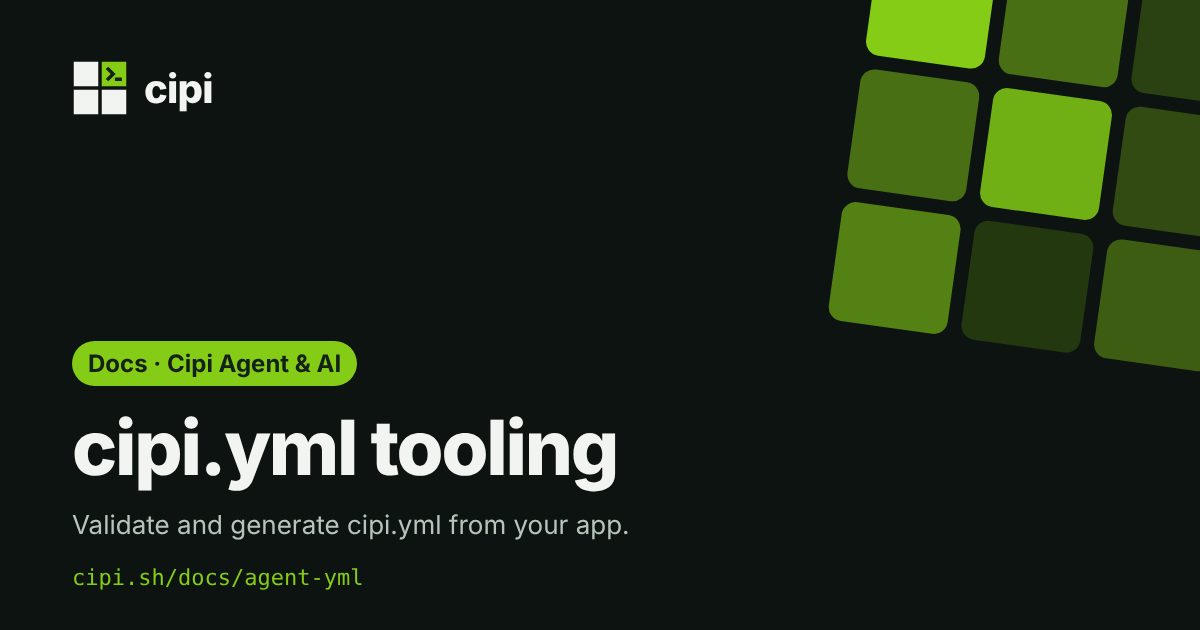 cipi
Docs · Cipi Agent & AI
cipi.yml tooling
Validate and generate cipi.yml from your app.
cipi.sh/docs/agent-yml